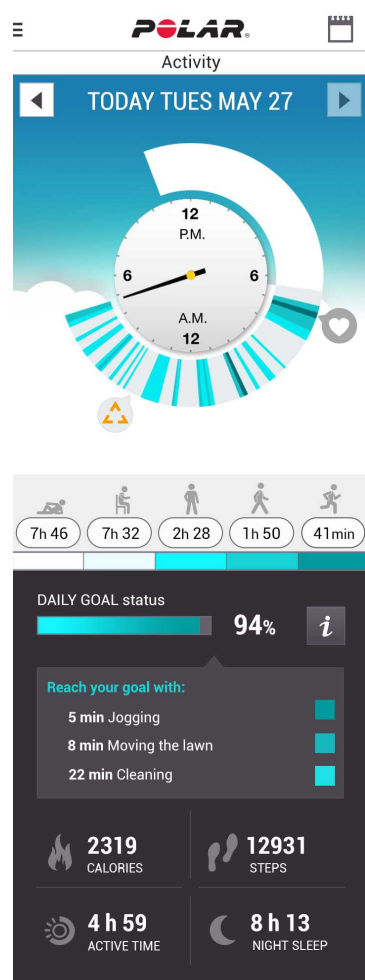 POLAR
Activity
TODAY TUES MAY 27
12
P.M.
6
6
A.M.
12
7h 46
7h 32
2h 28
1h 50
41min
DAILY GOAL status
94%
i
Reach your goal with:
5 min Jogging
8 min Moving the lawn
22 min Cleaning
2319
CALORIES
12931
STEPS
4 h 59
ACTIVE TIME
8 h 13
NIGHT SLEEP